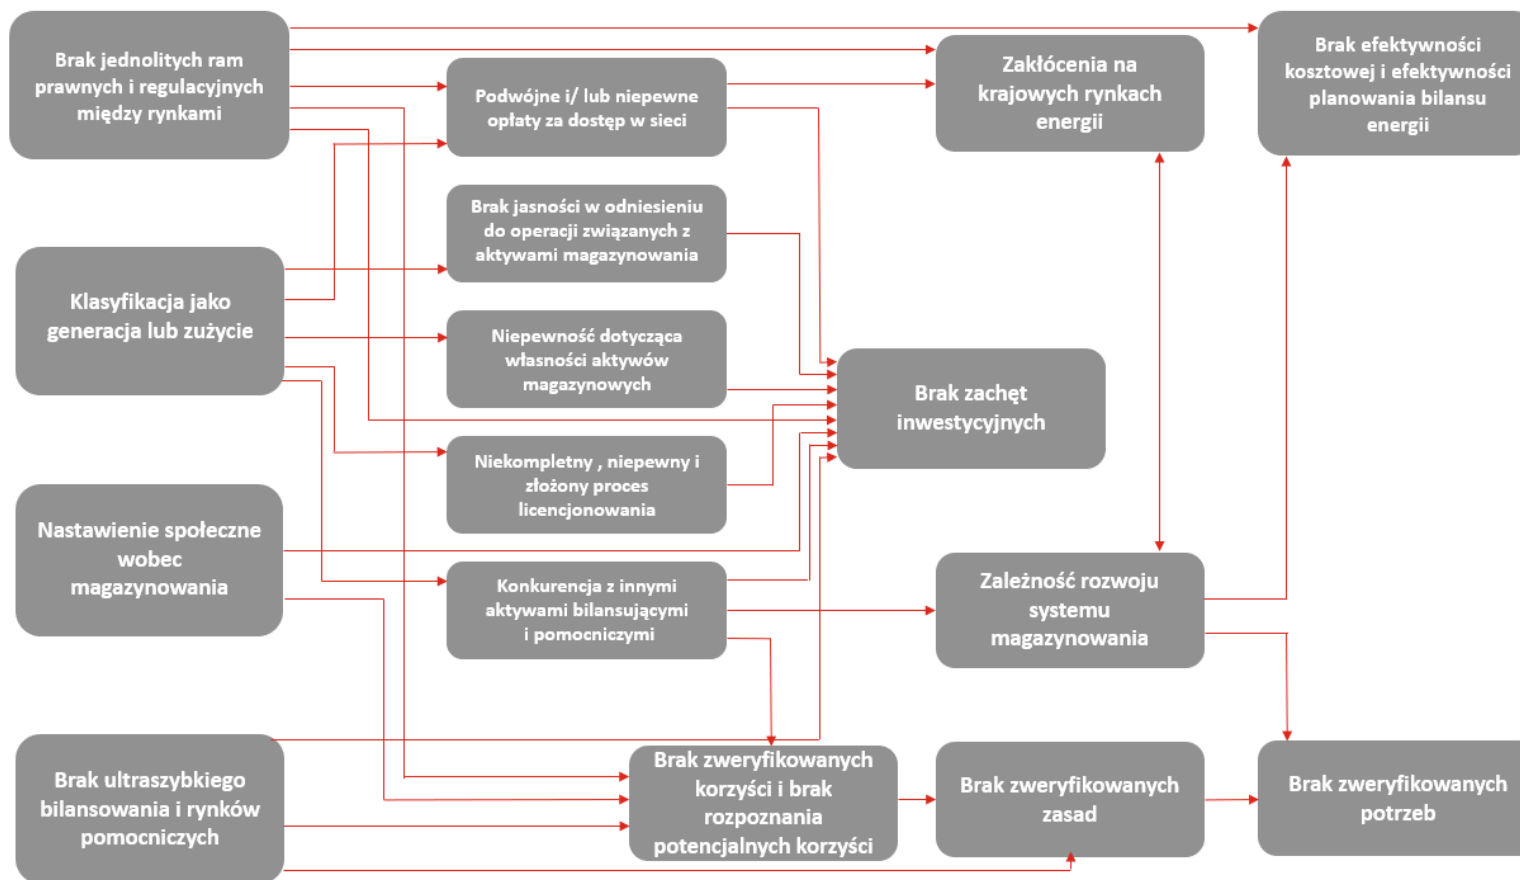 Brak jednolitych ram
prawnych i regulacyjnych
między rynkami
Podwójne i/ lub niepewne
opłaty za dostęp w sieci
Zakłócenia na
krajowych rynkach
energii
Brak efektywności
kosztowej i efektywności
planowania bilansu
energii
Brak jasności w odniesieniu
do operacji związanych z
aktywami magazynowania
Klasyfikacja jako
generacja lub zużycie
Niepewność dotycząca
własności aktywów
magazynowych
Brak zachęt
inwestycyjnych
Niekompletny , niepewny i
złożony proces
licencjonowania
Nastawienie społeczne
wobec
magazynowania
Konkurencja z innymi
aktywami bilansującymi
i pomocniczymi
Zależność rozwoju
systemu
magazynowania
Brak ultraszybkiego
bilansowania i rynków
pomocniczych
Brak zweryfikowanych
korzyści i brak
rozpoznania
potencjalnych korzyści
Brak zweryfikowanych
zasad
Brak zweryfikowanych
potrzeb